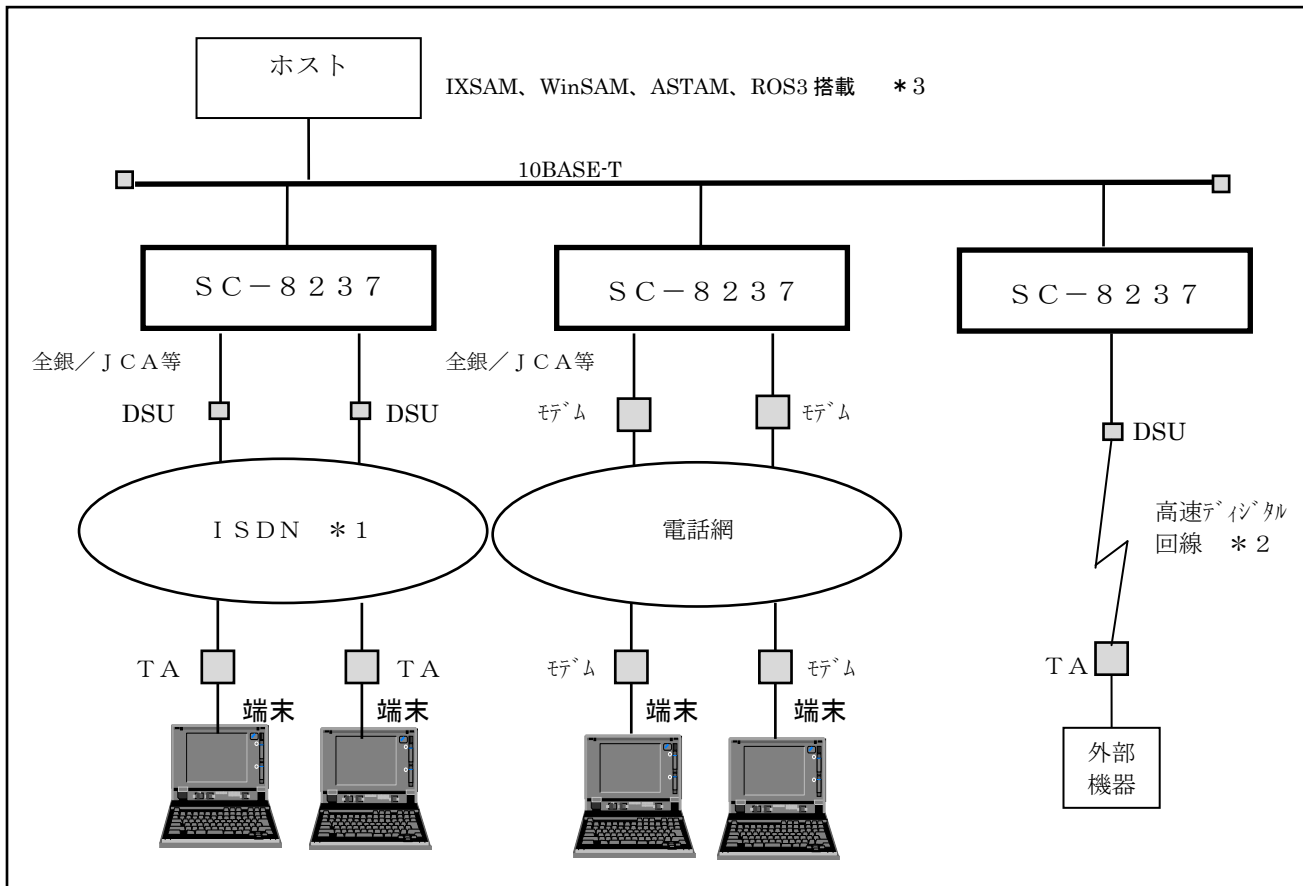 ホスト
IXSAM、WinSAM、ASTAM、ROS3 搭載 ＊３
10BASE-T
ＳＣ－８２３７
ＳＣ－８２３７
ＳＣ－８２３７
全銀／ＪＣＡ等
全銀／ＪＣＡ等
DSU
DSU
ﾓﾃﾞﾑ
ﾓﾃﾞﾑ
DSU
ＩＳＤＮ ＊１
電話網
高速ﾃﾞｨｼﾞﾀﾙ
回線 ＊２
ＴＡ
ＴＡ
ﾓﾃﾞﾑ
ﾓﾃﾞﾑ
ＴＡ
端末
端末
端末
端末
外部
機器